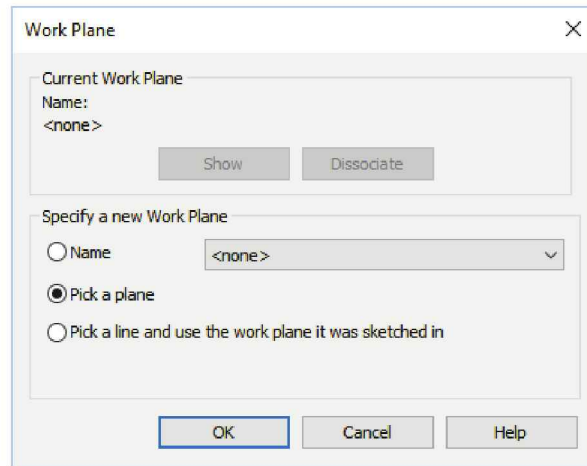 Work Plane
Current Work Plane
Name:
<none>
Show Dissociate
Specify a new Work Plane
Name <none>
Pick a plane
Pick a line and use the work plane it was sketched in
OK Cancel Help